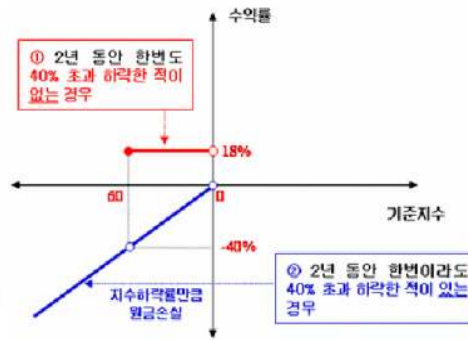 수익률
① 2년 동안 한번도
40% 초과 하락한 적이
없는 경우
18%
60
0
기준지수
-40%
지수하락률만큼
원금손실
② 2년 동안 한번이라도
40% 초과 하락한 적이 있는
경우